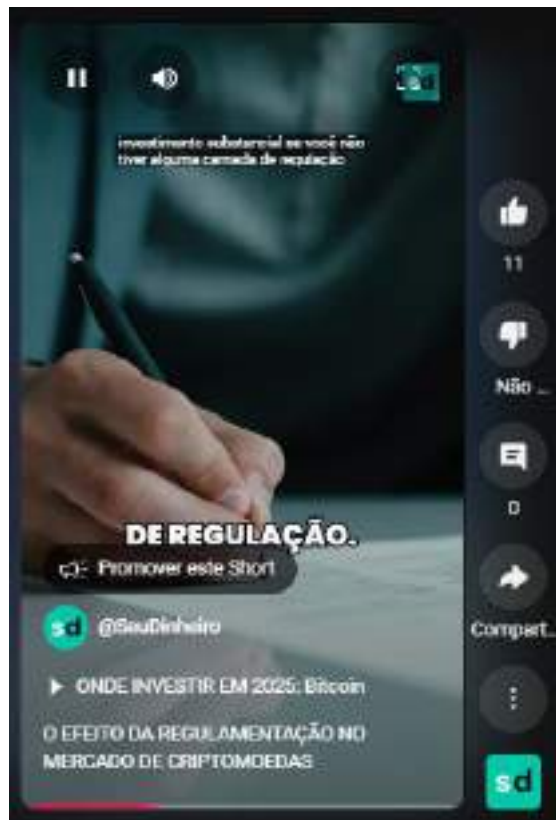 sd
investimento substancial se você não
tiver alguma camada de regulação
11
Não ...
0
DE REGULAÇÃO.
Promover este Short
Compart...
sd @SeuDinheiro
ONDE INVESTIR EM 2025: Bitcoin
O EFEITO DA REGULAMENTAÇÃO NO
MERCADO DE CRIPTOMOEDAS
sd